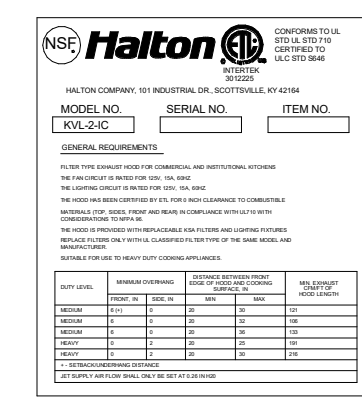 NSF
Halton
ETL
INTERTEK
3012225
CONFORMS TO UL
STD UL STD 710
CERTIFIED TO
ULC STD S646
HALTON COMPANY, 101 INDUSTRIAL DR., SCOTTSVILLE, KY 42164
MODEL NO. SERIAL NO. ITEM NO.
KVL-2-IC
GENERAL REQUIREMENTS
FILTER TYPE EXHAUST HOOD FOR COMMERCIAL AND INSTITUTIONAL KITCHENS
THE FAN CIRCUIT IS RATED FOR 125V, 15A, 60HZ
THE LIGHTING CIRCUIT IS RATED FOR 125V, 15A, 60HZ
THE HOOD HAS BEEN CERTIFIED BY ETL FOR 0 INCH CLEARANCE TO COMBUSTIBLE
MATERIALS (TOP, SIDES, FRONT AND REAR) IN COMPLIANCE WITH UL710 WITH
CONSIDERATIONS TO NFPA 96.
THE HOOD IS PROVIDED WITH REPLACEABLE KSA FILTERS AND LIGHTING FIXTURES
REPLACE FILTERS ONLY WITH UL CLASSIFIED FILTER TYPE OF THE SAME MODEL AND
MANUFACTURER.
SUITABLE FOR USE TO HEAVY DUTY COOKING APPLIANCES.
DUTY LEVEL
MINIMUM OVERHANG
DISTANCE BETWEEN FRONT
EDGE OF HOOD AND COOKING
SURFACE, IN
MIN. EXHAUST
CFM/FT OF
HOOD LENGTH
FRONT, IN SIDE, IN MIN MAX
MEDIUM 6 (+) 0 20 30 121
MEDIUM 6 0 20 32 106
MEDIUM 6 0 20 36 133
HEAVY 0 2 20 25 191
HEAVY 0 2 20 30 216
+ - SETBACK/UNDERHANG DISTANCE
JET SUPPLY AIR FLOW SHALL ONLY BE SET AT 0.26 IN H20